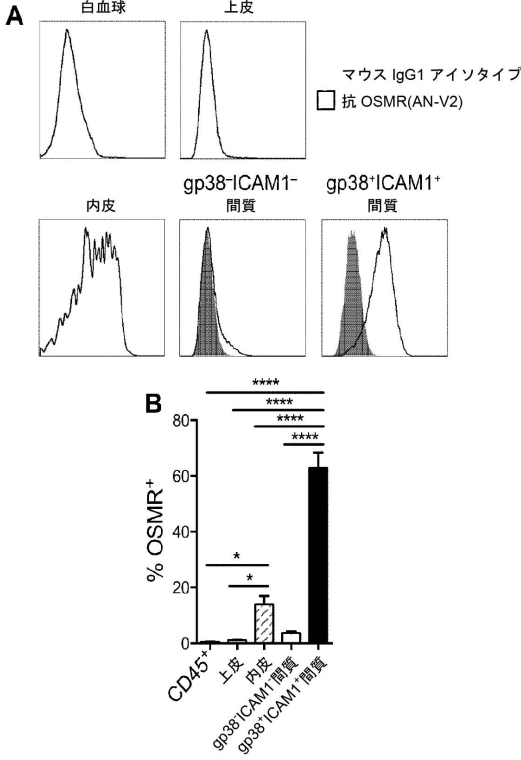 A
白血球
上皮
マウス IgG1 アイソタイプ
抗 OSMR(AN-V2)
gp38–ICAM1–
間質
gp38+ICAM1+
間質
内皮
B
****
****
****
****
*
*
80
60
40
20
0
% OSMR+
CD45+
上皮
内皮
gp38-ICAM1-間質
gp38+ICAM1+間質